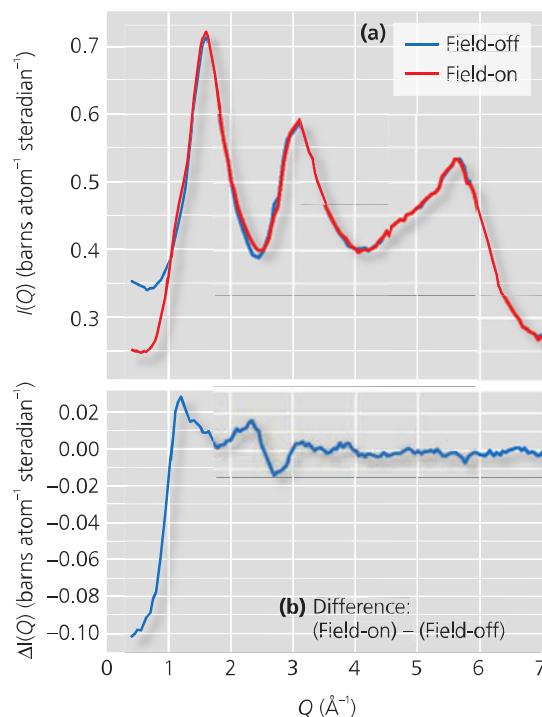 (a)
Field-off
Field-on
0.7
0.6
0.5
0.4
0.3
I(Q) (barns atom⁻¹ steradian⁻¹)
0.02
0.00
−0.02
−0.04
−0.06
−0.08
−0.10
ΔI(Q) (barns atom⁻¹ steradian⁻¹)
(b) Difference:
(Field-on) – (Field-off)
0 1 2 3 4 5 6 7
Q (Å⁻¹)